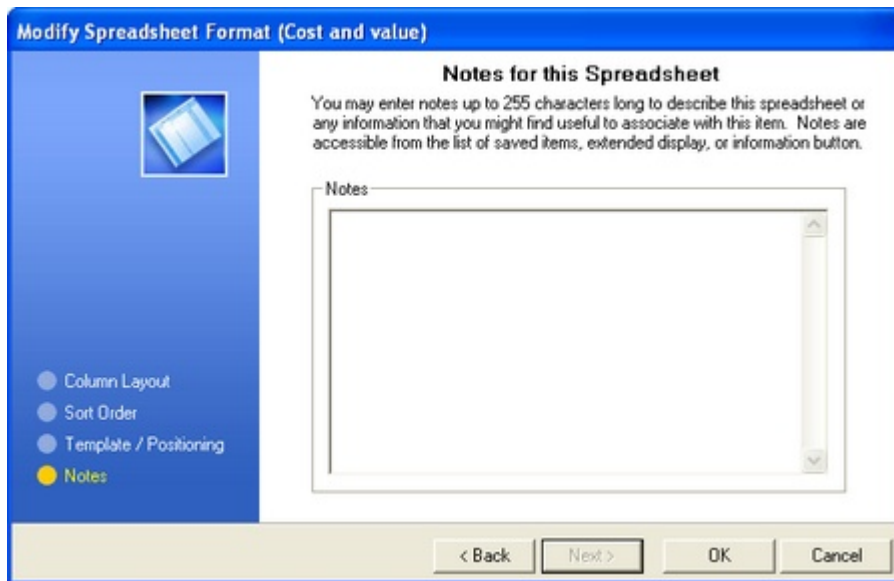 Modify Spreadsheet Format (Cost and value)
Notes for this Spreadsheet
You may enter notes up to 255 characters long to describe this spreadsheet or
any information that you might find useful to associate with this item. Notes are
accessible from the list of saved items, extended display, or information button.
Notes
Column Layout
Sort Order
Template / Positioning
Notes
< Back
Next >
OK
Cancel